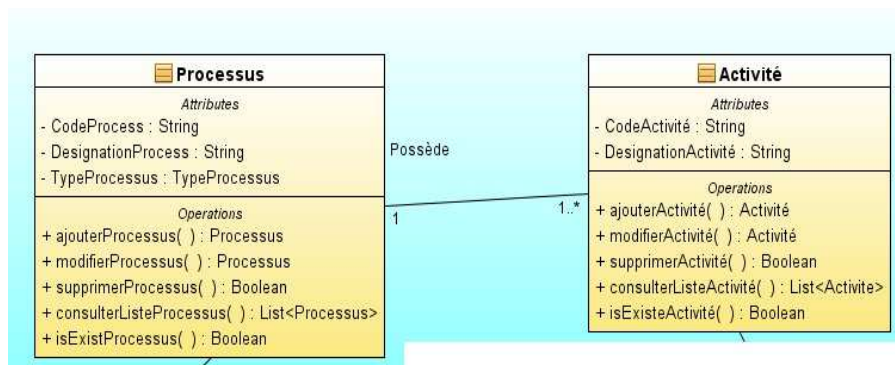 Processus
Attributes
- CodeProcess : String
- DesignationProcess : String
- TypeProcessus : TypeProcessus
Operations
+ ajouterProcessus( ) : Processus
+ modifierProcessus( ) : Processus
+ supprimerProcessus( ) : Boolean
+ consulterListeProcessus( ) : List<Processus>
+ isExistProcessus( ) : Boolean
Possède
1
1..*
Activité
Attributes
- CodeActivité : String
- DesignationActivité : String
Operations
+ ajouterActivité( ) : Activité
+ modifierActivité( ) : Activité
+ supprimerActivité( ) : Boolean
+ consulterListeActivité( ) : List<Activite>
+ isExisteActivité( ) : Boolean